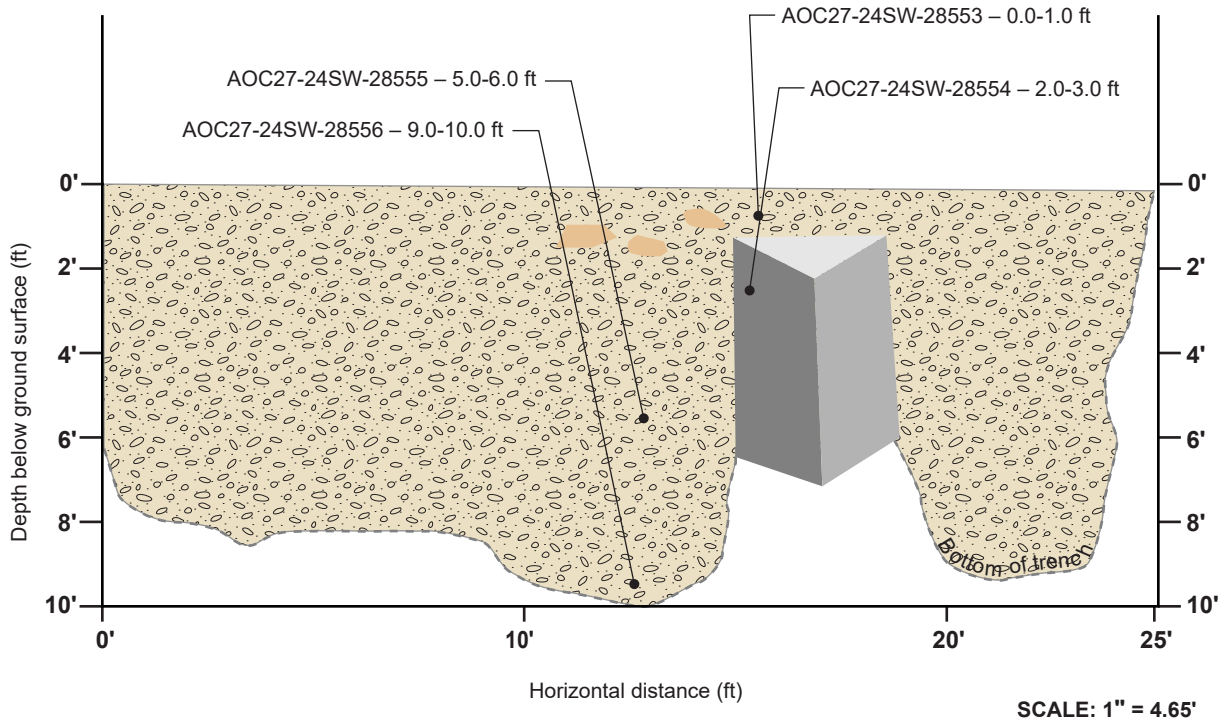 AOC27-24SW-28553 – 0.0-1.0 ft
AOC27-24SW-28555 – 5.0-6.0 ft
AOC27-24SW-28554 – 2.0-3.0 ft
AOC27-24SW-28556 – 9.0-10.0 ft
Depth below ground surface (ft)
0'
2'
4'
6'
8'
10'
0'
2'
4'
6'
8'
10'
Bottom of trench
0'
10'
20'
25'
Horizontal distance (ft)
SCALE: 1" = 4.65'